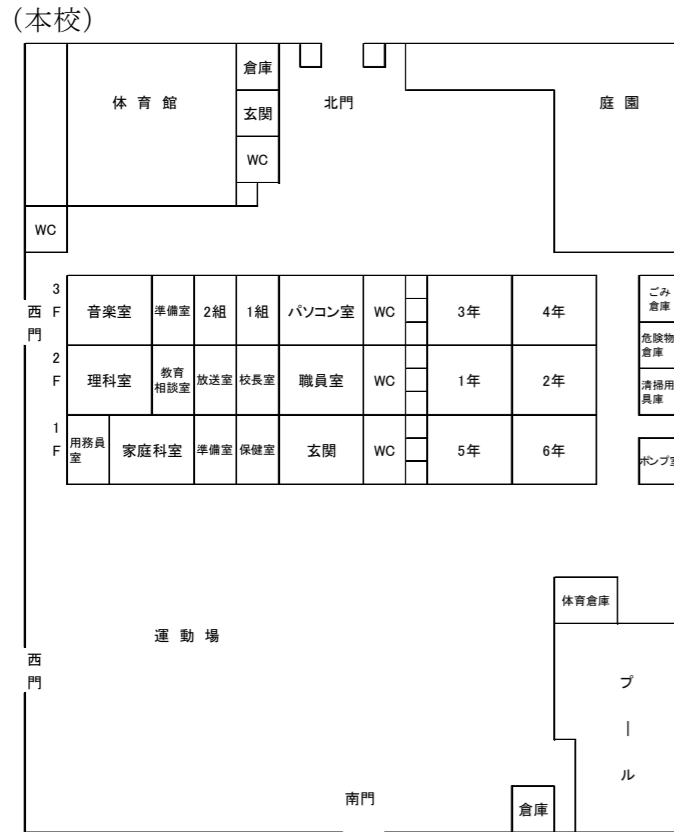 (本校)
倉庫
体 育 館
北門
庭 園
玄関
WC
WC
3
F
西
門
音楽室
準備室
2組
1組
パソコン室
WC
3年
4年
ごみ
倉庫
危険物
倉庫
2
F
理科室
教育
相談室
放送室
校長室
職員室
WC
1年
2年
清掃用
具庫
1
F
用務員
室
家庭科室
準備室
保健室
玄関
WC
5年
6年
ポンプ室
体育倉庫
運 動 場
西
門
プ
ー
ル
南門
倉庫